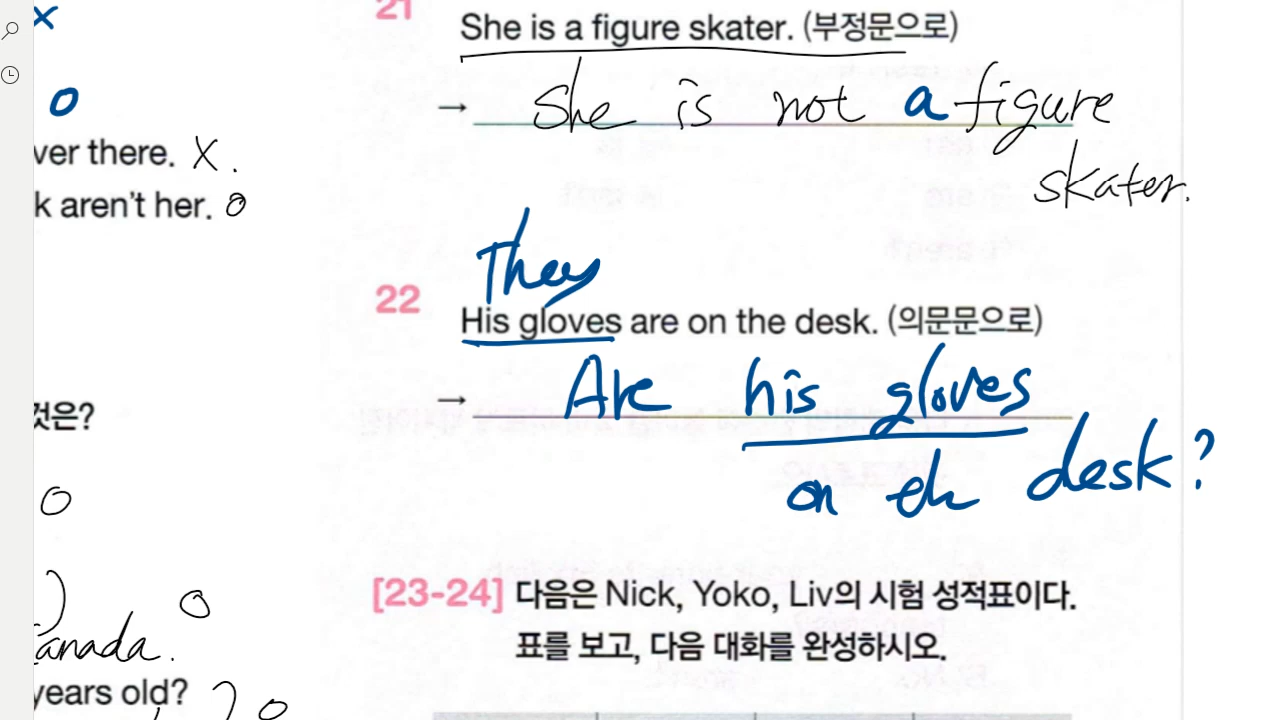 x
21
She is a figure skater. (부정문으로)
→ She is not a figure
skater.
o
ver there. X.
k aren't her. o
They
22
His gloves are on the desk. (의문문으로)
→ Are his gloves
on the desk?
것은?
o
[23-24] 다음은 Nick, Yoko, Liv의 시험 성적표이다.
표를 보고, 다음 대화를 완성하시오.
) o
Canada.
years old? ? o